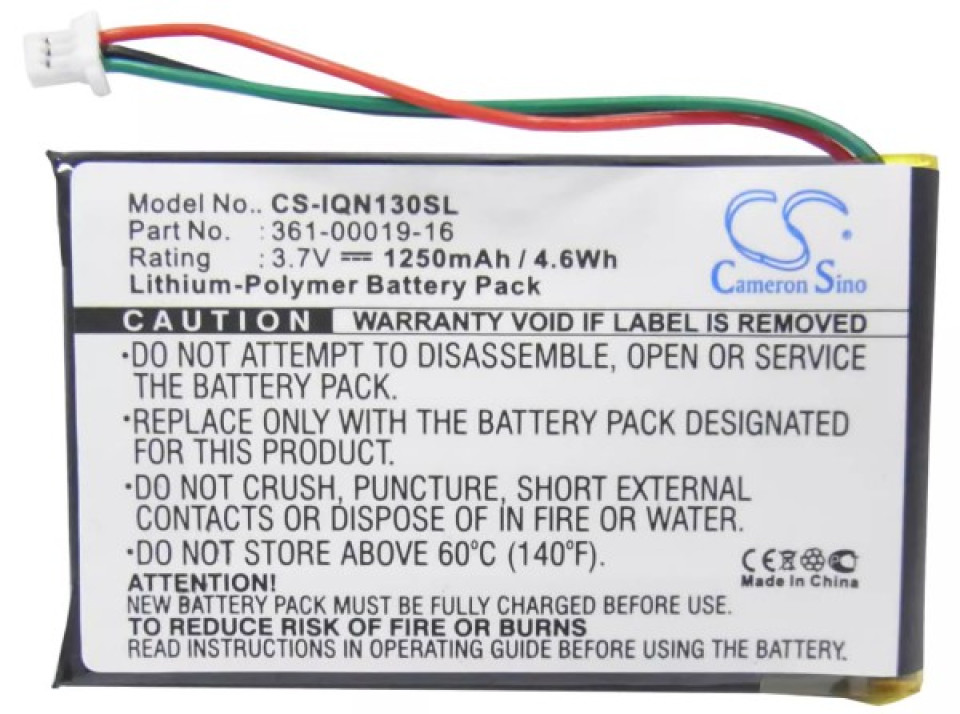 Model No.. CS-IQN130SL
Part No. : 361-00019-16
Rating : 3.7V ⎓ 1250mAh / 4.6Wh
Lithium-Polymer Battery Pack
CS
Cameron Sino
CAUTION WARRANTY VOID IF LABEL IS REMOVED
·DO NOT ATTEMPT TO DISASSEMBLE, OPEN OR SERVICE
THE BATTERY PACK.
·REPLACE ONLY WITH THE BATTERY PACK DESIGNATED
FOR THIS PRODUCT.
·DO NOT CRUSH, PUNCTURE, SHORT EXTERNAL
CONTACTS OR DISPOSE OF IN FIRE OR WATER.
·DO NOT STORE ABOVE 60°C (140°F).
CE
Made In China
ATTENTION!
NEW BATTERY PACK MUST BE FULLY CHARGED BEFORE USE.
TO REDUCE RISK OF FIRE OR BURNS
READ INSTRUCTIONS IN OPERATING GUIDE BEFORE USING THE BATTERY.